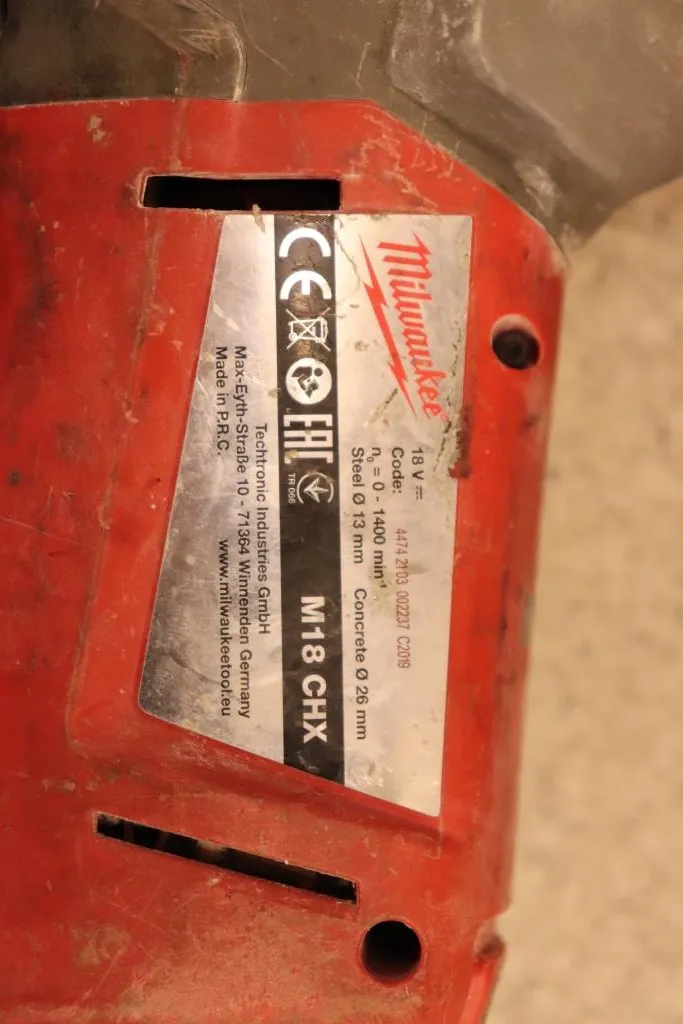 Milwaukee
18 V ⎓
Code: 4474 21 03 002237 C2019
n₀ = 0 - 1400 min⁻¹
Steel Ø 13 mm Concrete Ø 26 mm
CE EAC TR 066 M18 CHX
Techtronic Industries GmbH
Max-Eyth-Straße 10 - 71364 Winnenden Germany
Made in P.R.C. www.milwaukeetool.eu